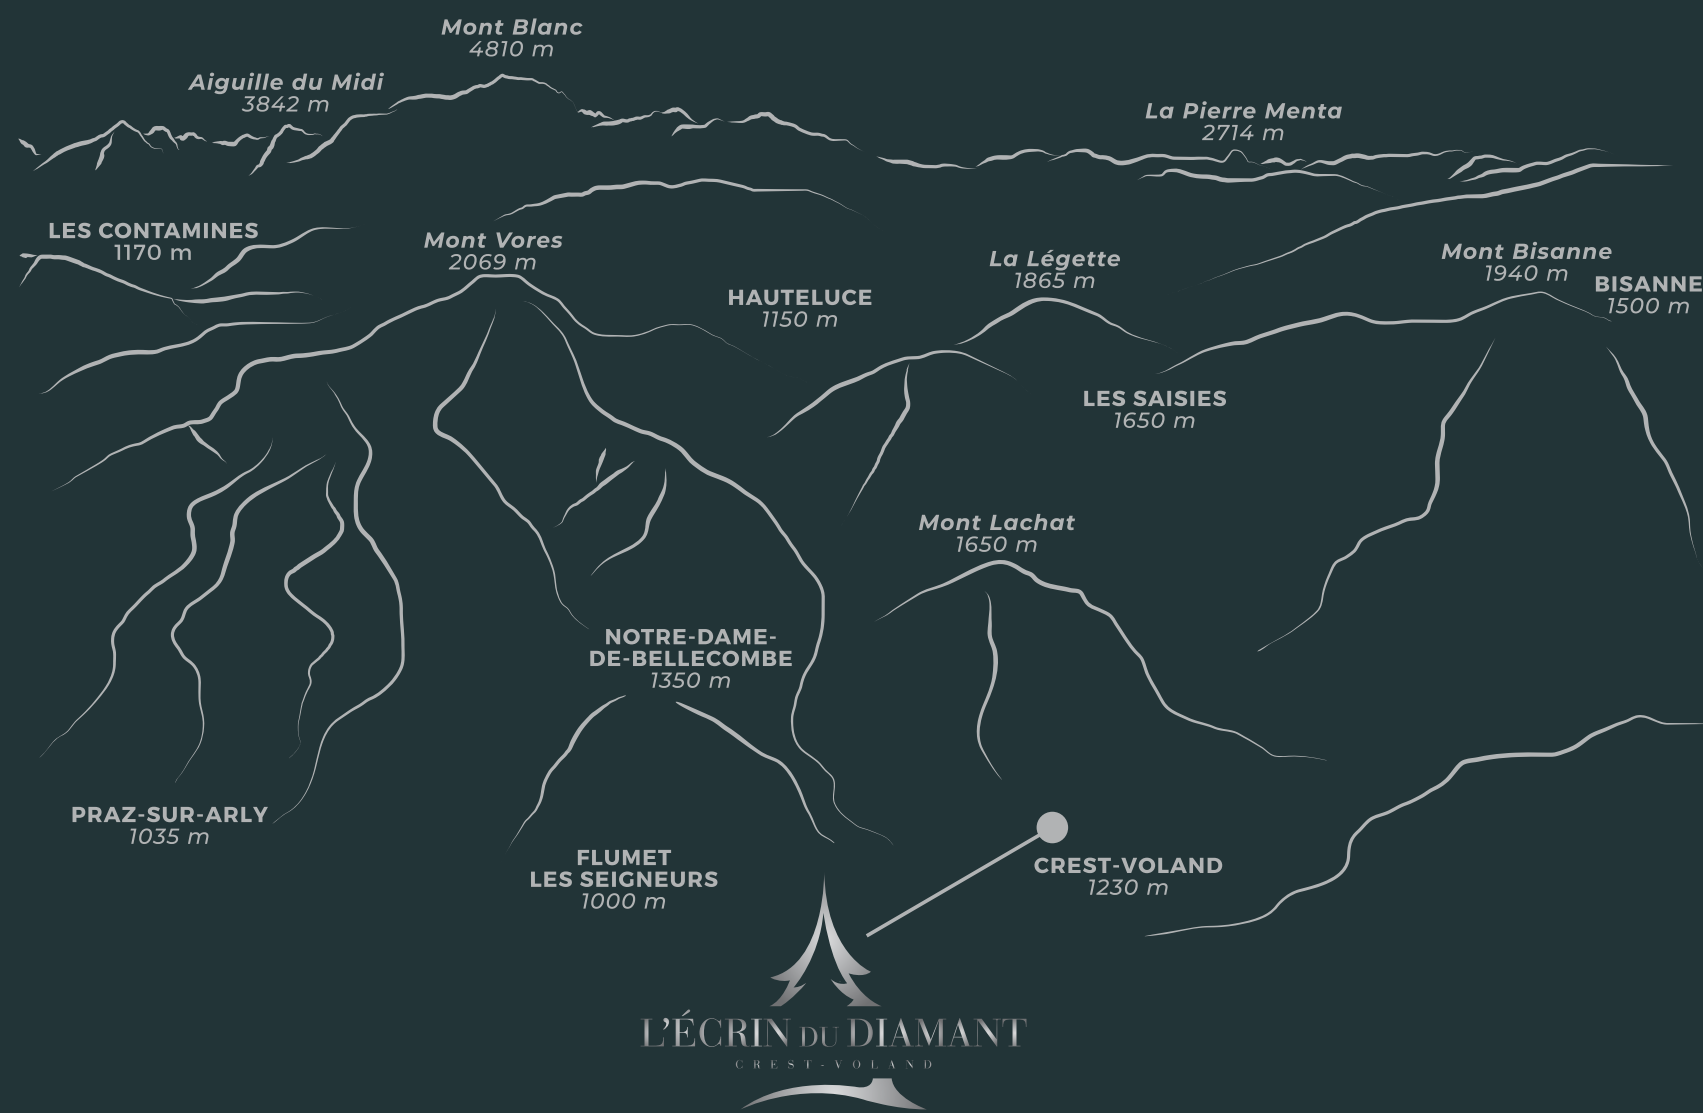 Mont Blanc
4810 m
Aiguille du Midi
3842 m
La Pierre Menta
2714 m
LES CONTAMINES
1170 m
Mont Vores
2069 m
HAUTELUCE
1150 m
La Légette
1865 m
Mont Bisanne
1940 m
BISANNE
1500 m
LES SAISIES
1650 m
Mont Lachat
1650 m
NOTRE-DAME-
DE-BELLECOMBE
1350 m
PRAZ-SUR-ARLY
1035 m
FLUMET
LES SEIGNEURS
1000 m
CREST-VOLAND
1230 m
L'ÉCRIN DU DIAMANT
CREST-VOLAND